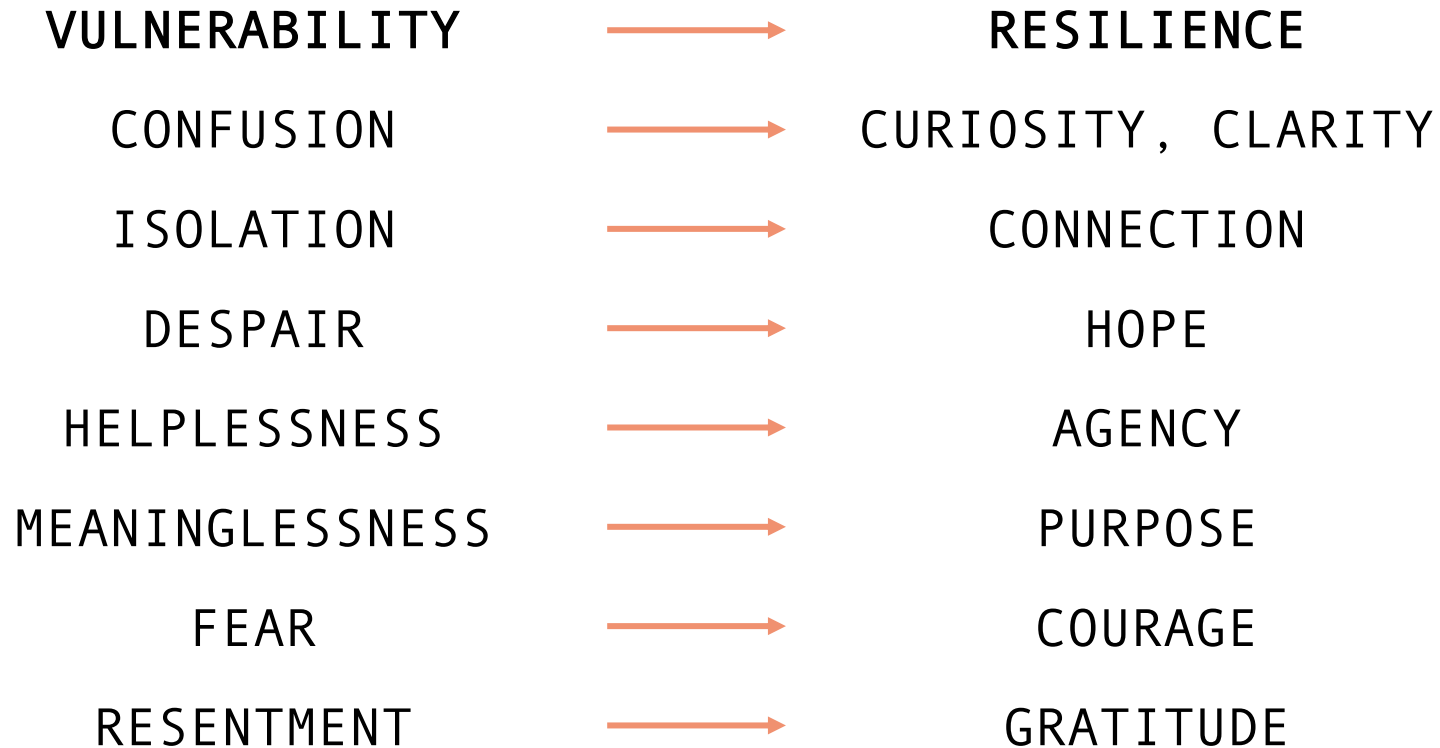 VULNERABILITY RESILIENCE
CONFUSION CURIOSITY, CLARITY
ISOLATION CONNECTION
DESPAIR HOPE
HELPLESSNESS AGENCY
MEANINGLESSNESS PURPOSE
FEAR COURAGE
RESENTMENT GRATITUDE